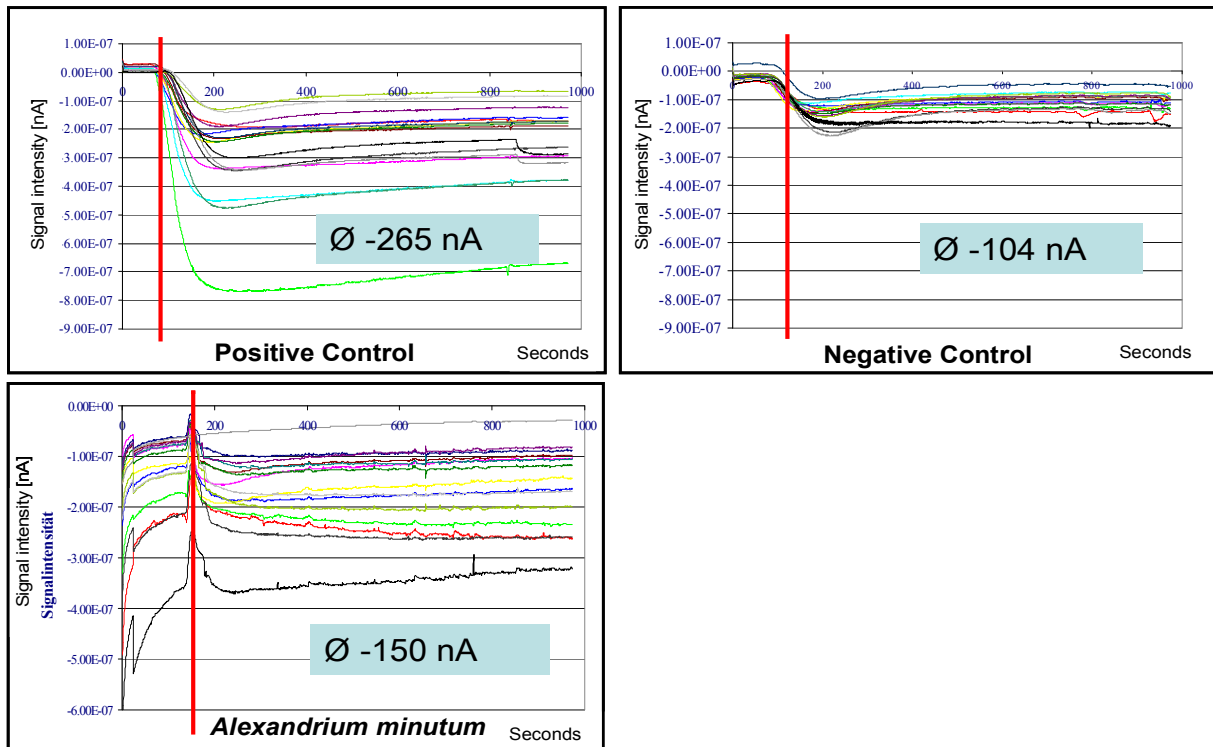 1.00E-07
0.00E+00
-1.00E-07
-2.00E-07
-3.00E-07
-4.00E-07
-5.00E-07
-6.00E-07
-7.00E-07
-8.00E-07
-9.00E-07
0 200 400 600 800 1000
Signal intensity [nA]
Ø -265 nA
Positive Control
Seconds
1.00E-07
0.00E+00
-1.00E-07
-2.00E-07
-3.00E-07
-4.00E-07
-5.00E-07
-6.00E-07
-7.00E-07
-8.00E-07
-9.00E-07
0 200 400 600 800 1000
Signal intensity [nA]
Ø -104 nA
Negative Control
Seconds
0.00E+00
-1.00E-07
-2.00E-07
-3.00E-07
-4.00E-07
-5.00E-07
-6.00E-07
0 200 400 600 800 1000
Signal intensity [nA]
Signalintensität
Ø -150 nA
Alexandrium minutum
Seconds